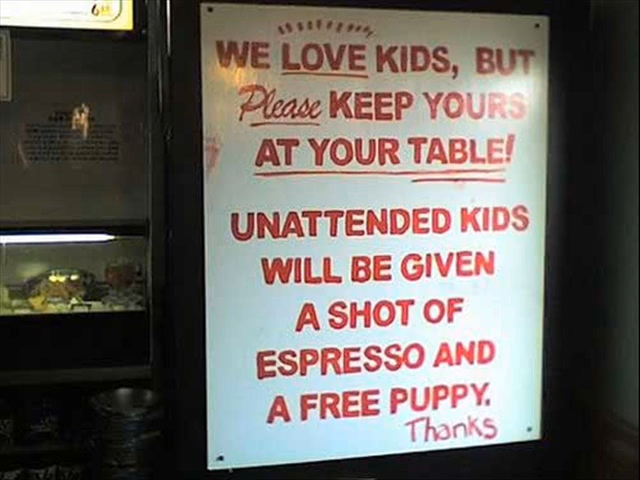 WE LOVE KIDS, BUT
Please KEEP YOURS
AT YOUR TABLE!
UNATTENDED KIDS
WILL BE GIVEN
A SHOT OF
ESPRESSO AND
A FREE PUPPY.
Thanks